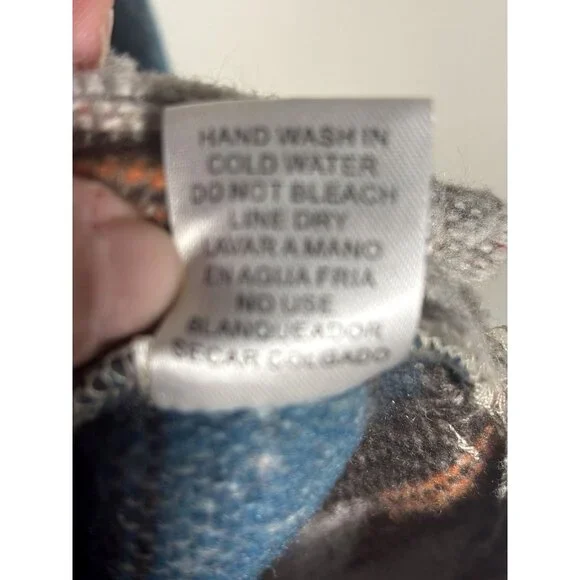 HAND WASH IN
COLD WATER
DO NOT BLEACH
LINE DRY
LAVAR A MANO
EN AGUA FRIA
NO USE
BLANQUEADOR
SECAR COLGADO